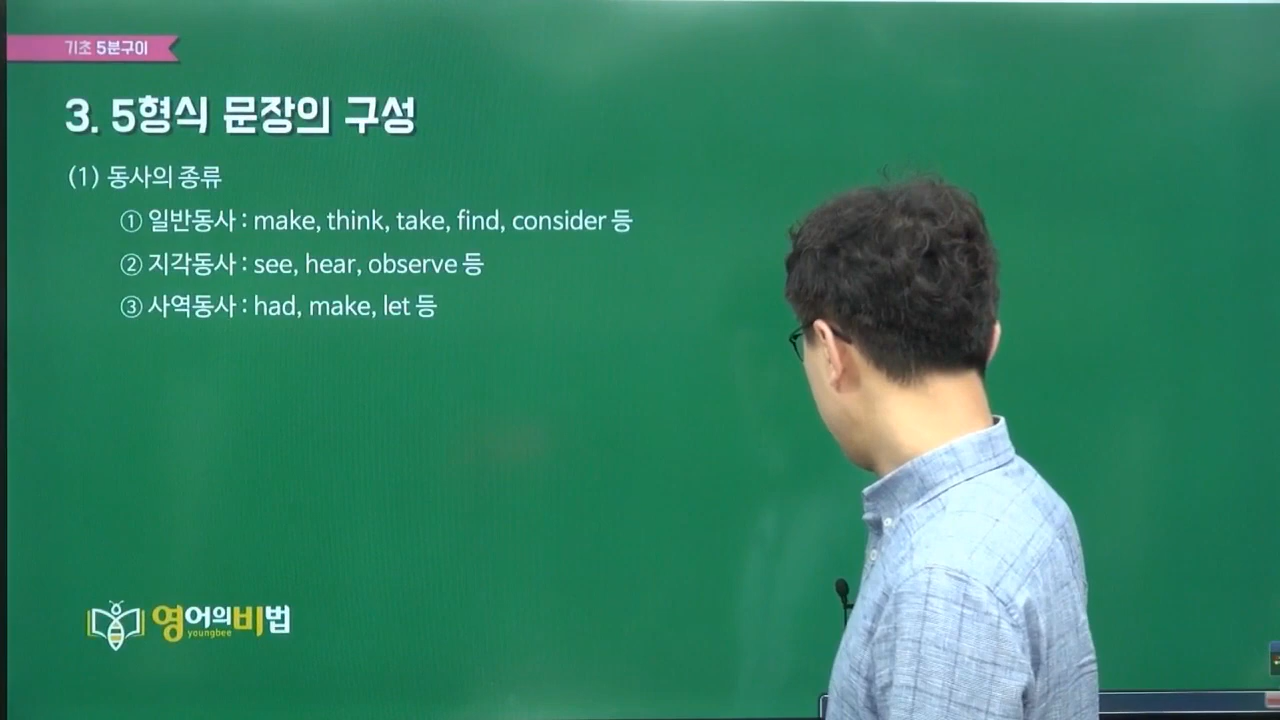 기초 5분구이
3. 5형식 문장의 구성
(1) 동사의 종류
① 일반동사 : make, think, take, find, consider 등
② 지각동사 : see, hear, observe 등
③ 사역동사 : had, make, let 등
영어의비법
youngbee